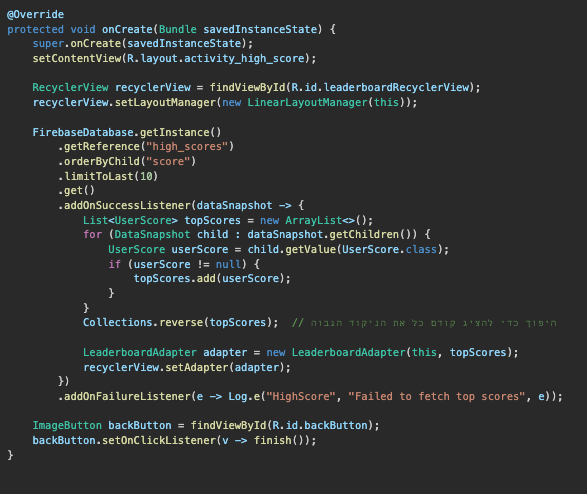 @Override
protected void onCreate(Bundle savedInstanceState) {
    super.onCreate(savedInstanceState);
    setContentView(R.layout.activity_high_score);

    RecyclerView recyclerView = findViewById(R.id.leaderboardRecyclerView);
    recyclerView.setLayoutManager(new LinearLayoutManager(this));

    FirebaseDatabase.getInstance()
        .getReference("high_scores")
        .orderByChild("score")
        .limitToLast(10)
        .get()
        .addOnSuccessListener(dataSnapshot -> {
            List<UserScore> topScores = new ArrayList<>();
            for (DataSnapshot child : dataSnapshot.getChildren()) {
                UserScore userScore = child.getValue(UserScore.class);
                if (userScore != null) {
                    topScores.add(userScore);
                }
            }
            Collections.reverse(topScores);  // היפוך כדי להציג קודם כל את הניקוד הגבוה

            LeaderboardAdapter adapter = new LeaderboardAdapter(this, topScores);
            recyclerView.setAdapter(adapter);
        })
        .addOnFailureListener(e -> Log.e("HighScore", "Failed to fetch top scores", e));

    ImageButton backButton = findViewById(R.id.backButton);
    backButton.setOnClickListener(v -> finish());
}